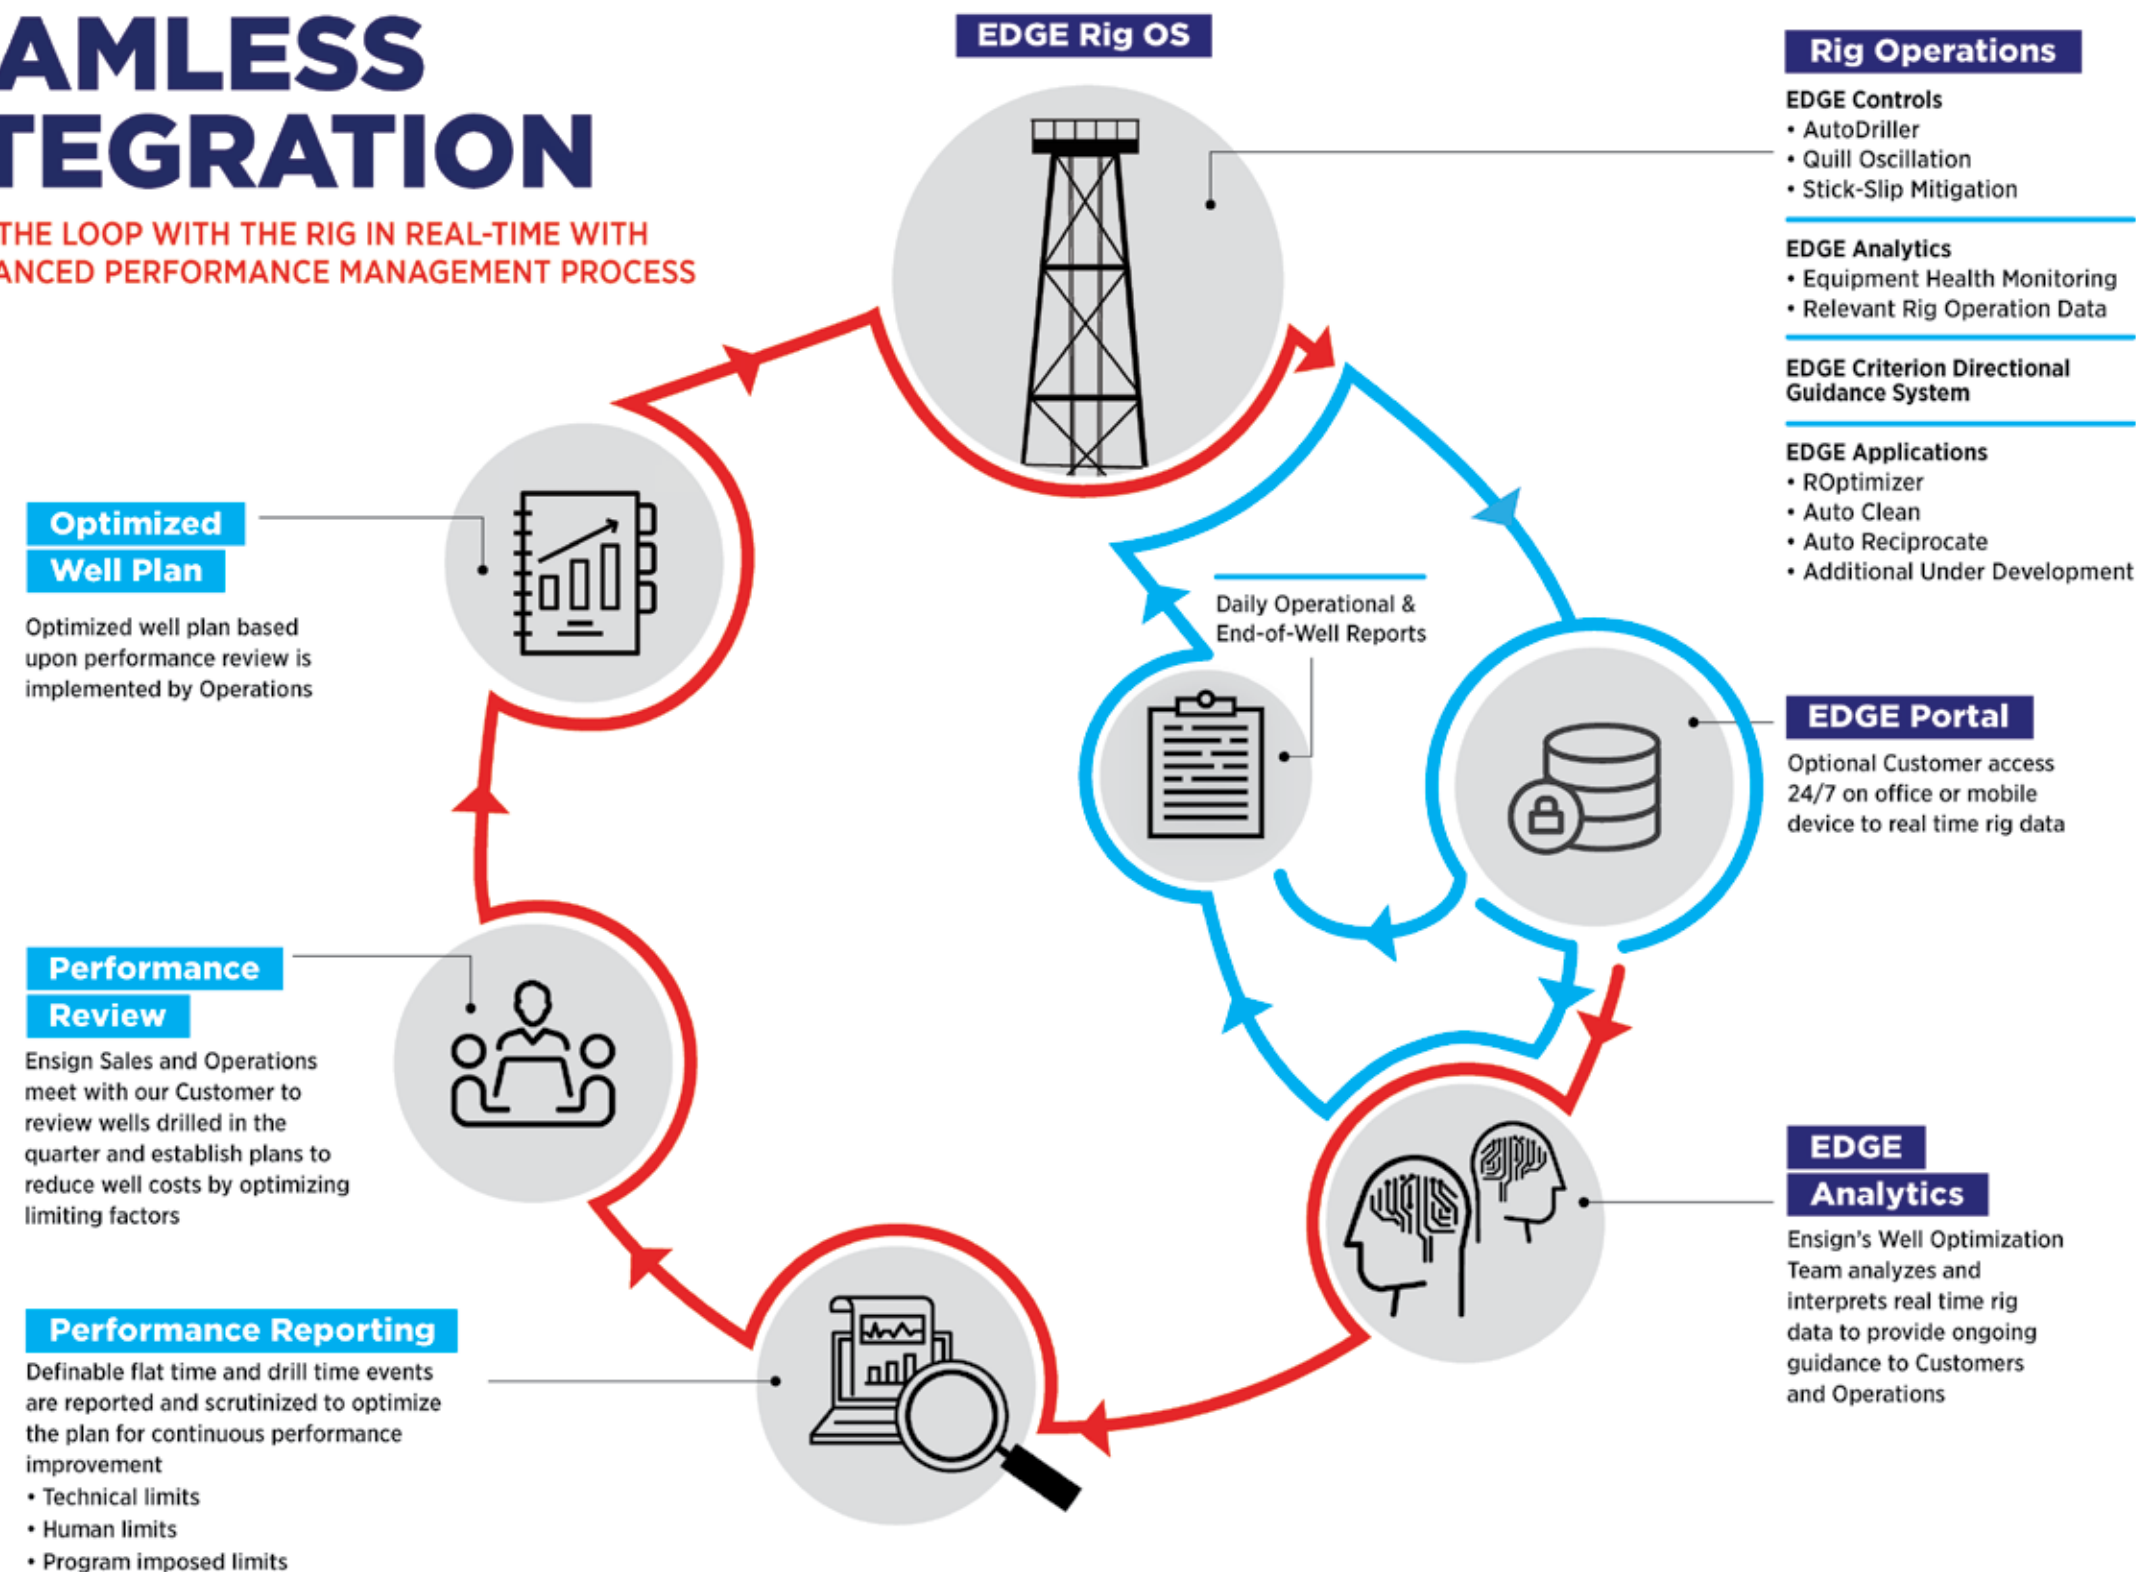 AMLESS
TEGRATION
THE LOOP WITH THE RIG IN REAL-TIME WITH
ANCED PERFORMANCE MANAGEMENT PROCESS
EDGE Rig OS
Rig Operations
EDGE Controls
• AutoDriller
• Quill Oscillation
• Stick-Slip Mitigation
EDGE Analytics
• Equipment Health Monitoring
• Relevant Rig Operation Data
EDGE Criterion Directional
Guidance System
EDGE Applications
• ROptimizer
• Auto Clean
• Auto Reciprocate
• Additional Under Development
Optimized
Well Plan
Optimized well plan based
upon performance review is
implemented by Operations
Daily Operational &
End-of-Well Reports
EDGE Portal
Optional Customer access
24/7 on office or mobile
device to real time rig data
Performance
Review
Ensign Sales and Operations
meet with our Customer to
review wells drilled in the
quarter and establish plans to
reduce well costs by optimizing
limiting factors
EDGE
Analytics
Ensign's Well Optimization
Team analyzes and
interprets real time rig
data to provide ongoing
guidance to Customers
and Operations
Performance Reporting
Definable flat time and drill time events
are reported and scrutinized to optimize
the plan for continuous performance
improvement
• Technical limits
• Human limits
• Program imposed limits